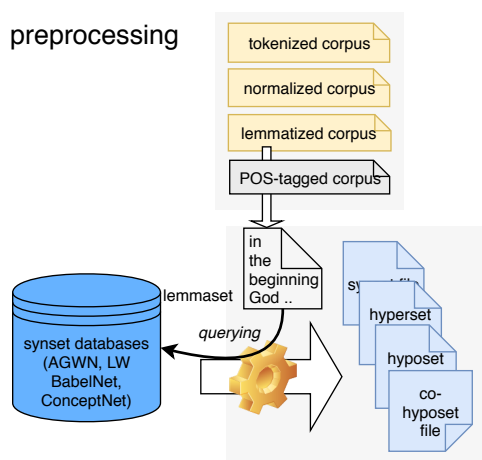 preprocessing
tokenized corpus
normalized corpus
lemmatized corpus
POS-tagged corpus
in
the
beginning
God ..
lemmaset
querying
synset databases
(AGWN, LW
BabelNet,
ConceptNet)
file
hyperset
hyposet
co-
hyposet
file